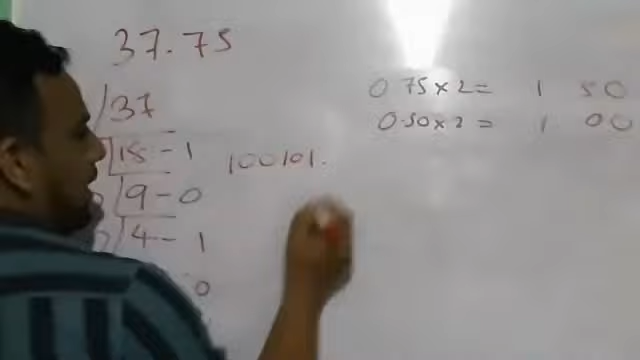 37.75
37
18 - 1
9 - 0
4 - 1
0
100101.
0 75 × 2 = 1 50
0.50 × 2 = 1 00